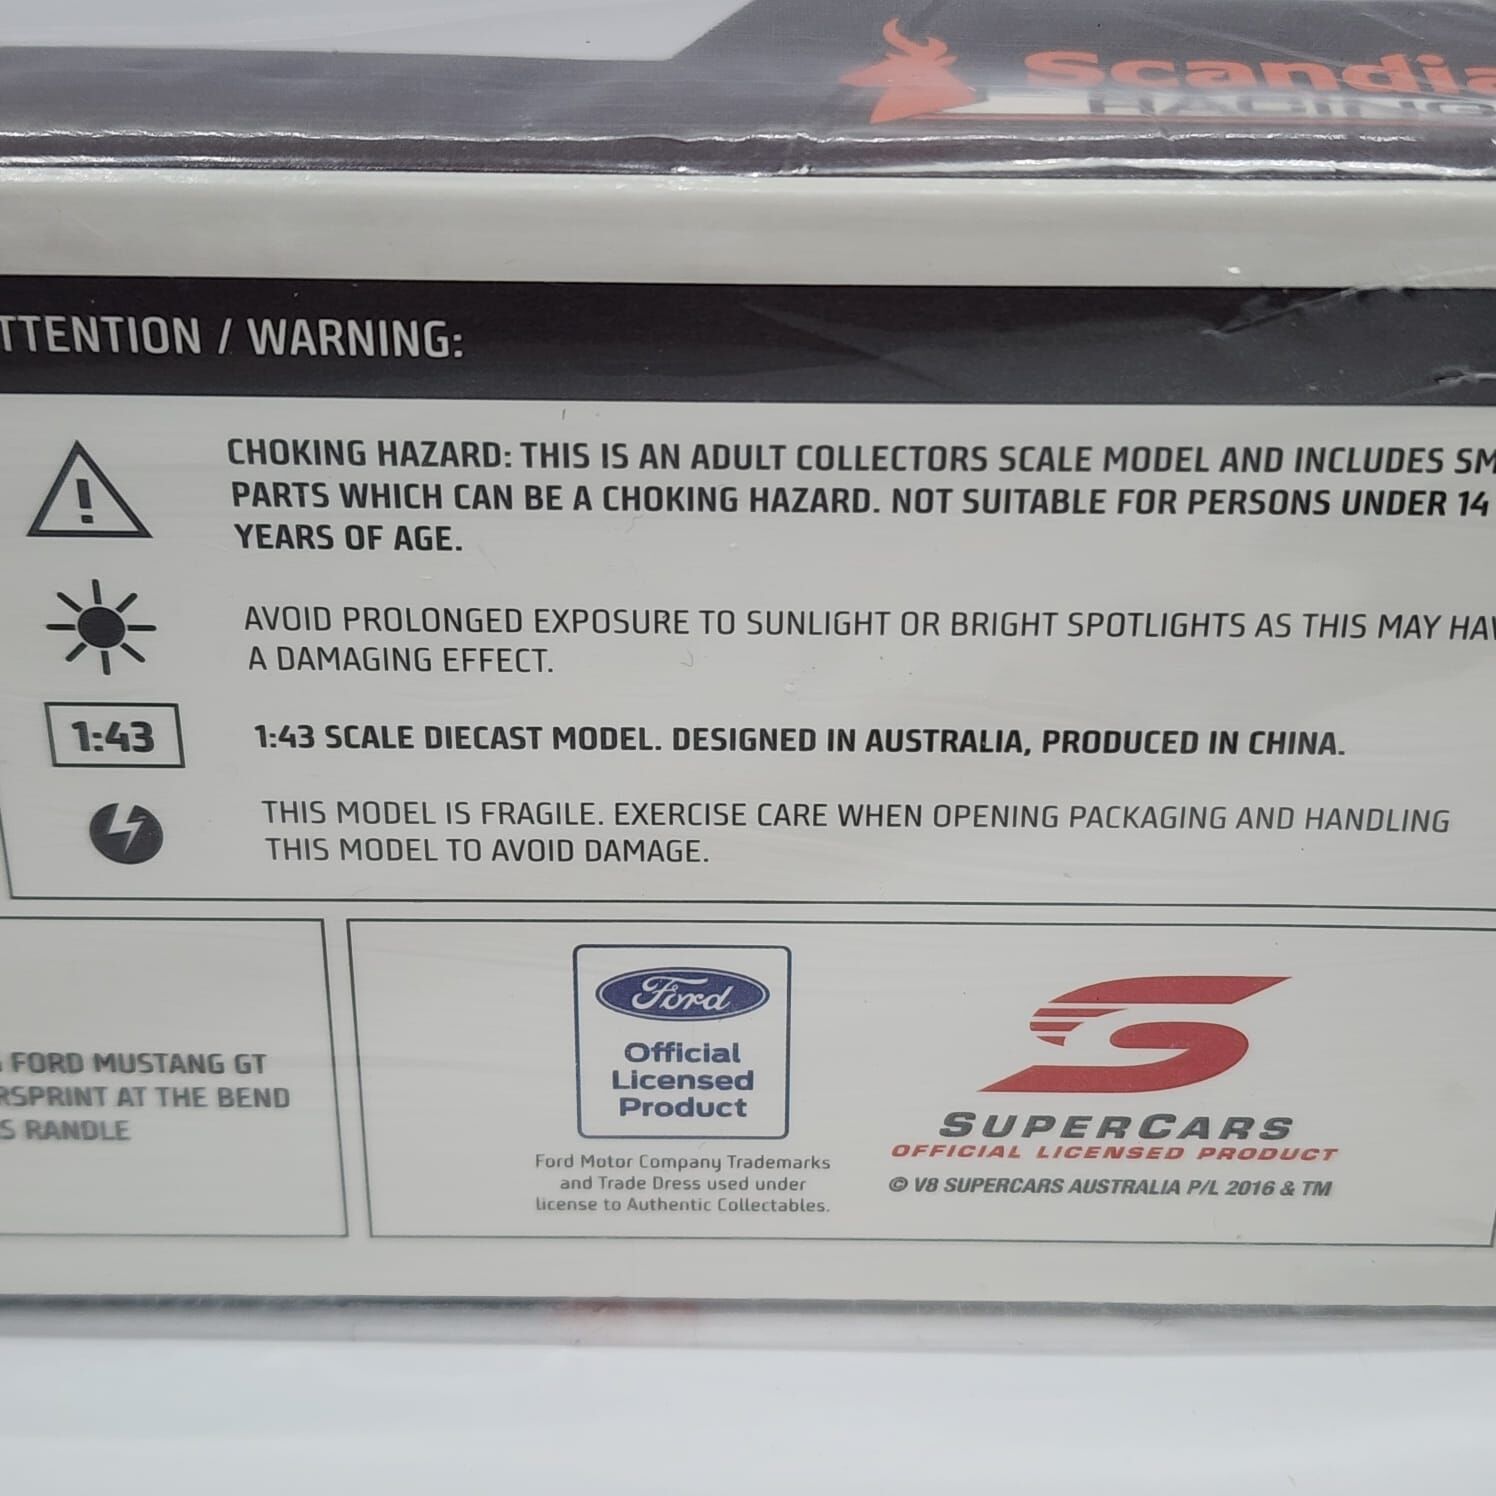 Scandia
RACING
TTENTION / WARNING:
CHOKING HAZARD: THIS IS AN ADULT COLLECTORS SCALE MODEL AND INCLUDES SM
PARTS WHICH CAN BE A CHOKING HAZARD. NOT SUITABLE FOR PERSONS UNDER 14
YEARS OF AGE.
AVOID PROLONGED EXPOSURE TO SUNLIGHT OR BRIGHT SPOTLIGHTS AS THIS MAY HAV
A DAMAGING EFFECT.
1:43
1:43 SCALE DIECAST MODEL. DESIGNED IN AUSTRALIA, PRODUCED IN CHINA.
THIS MODEL IS FRAGILE. EXERCISE CARE WHEN OPENING PACKAGING AND HANDLING
THIS MODEL TO AVOID DAMAGE.
FORD MUSTANG GT
RSPRINT AT THE BEND
S RANDLE
Ford
Official
Licensed
Product
Ford Motor Company Trademarks
and Trade Dress used under
license to Authentic Collectables.
SUPERCARS
OFFICIAL LICENSED PRODUCT
© V8 SUPERCARS AUSTRALIA P/L 2016 & TM